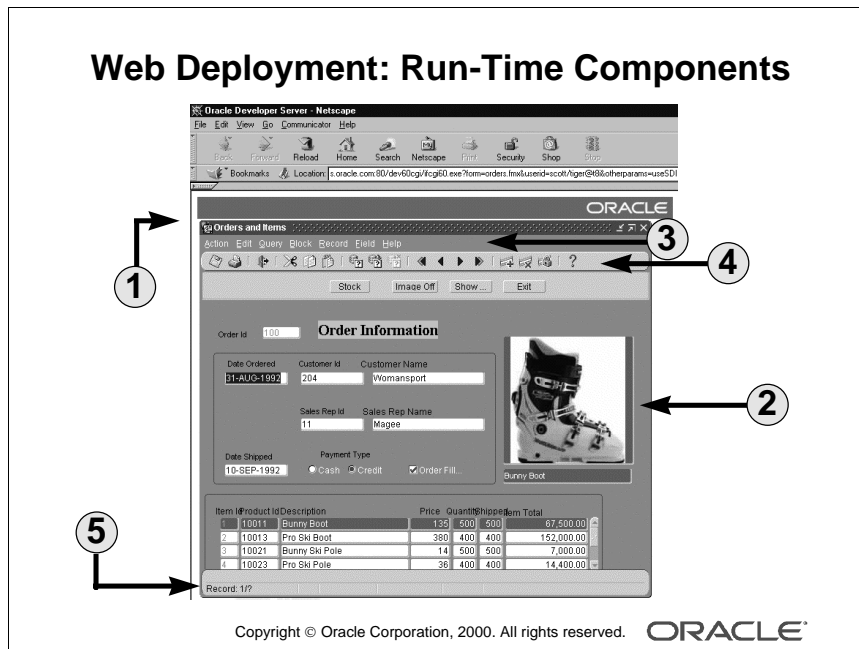 Web Deployment: Run-Time Components
Oracle Developer Server - Netscape
File Edit View Go Communicator Help
Back Forward Reload Home Search Netscape Print Security Shop Stop
Bookmarks Location: s.oracle.com:80/dev60cgi/ifcgi60.exe?form=orders.fmx&userid=scott/tiger@t8&otherparams=useSDI
ORACLE
Orders and Items
Action Edit Query Block Record Field Help
3
4
1
Stock Image Off Show ... Exit
Order Id 100 Order Information
Date Ordered Customer Id Customer Name
31-AUG-1992 204 Womansport
Sales Rep Id Sales Rep Name
11 Magee
2
Date Shipped Payment Type
10-SEP-1992 Cash Credit Order Fill...
Bunny Boot
Item Id Product Id Description Price Quantity Shipped Item Total
1 10011 Bunny Boot 135 500 500 67,500.00
2 10013 Pro Ski Boot 380 400 400 152,000.00
3 10021 Bunny Ski Pole 14 500 500 7,000.00
4 10023 Pro Ski Pole 36 400 400 14,400.00
5
Record: 1/?
Copyright © Oracle Corporation, 2000. All rights reserved. ORACLE®